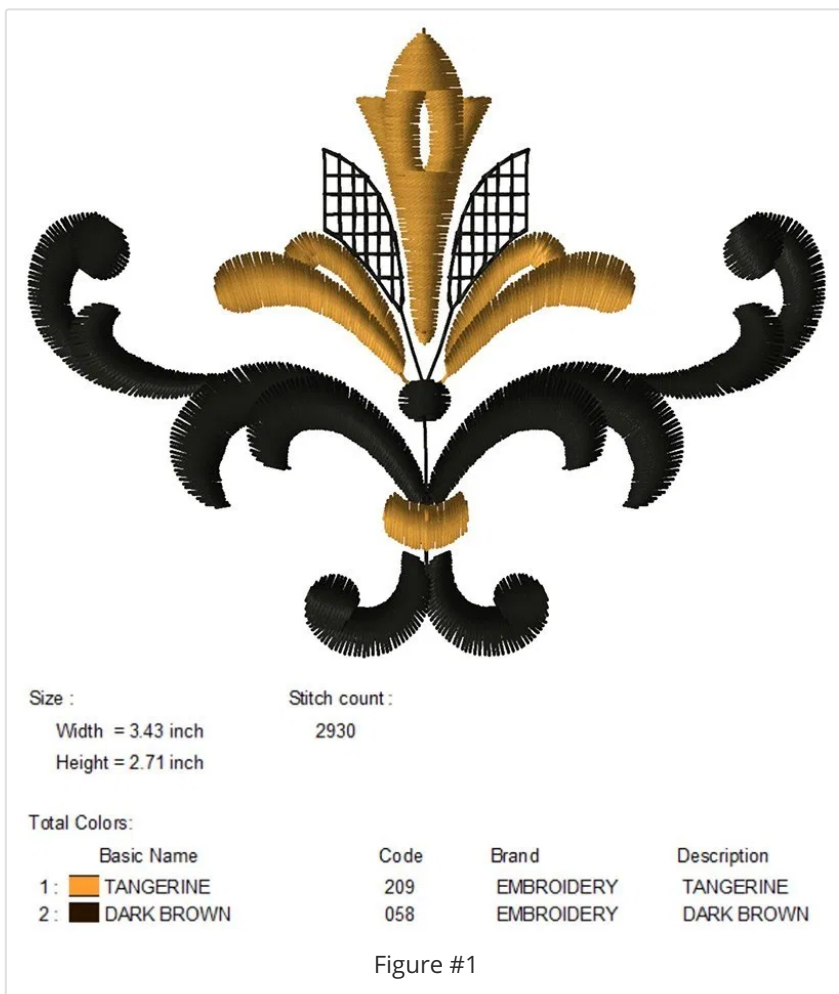 Size : Stitch count :
Width = 3.43 inch 2930
Height = 2.71 inch
Total Colors:
Basic Name Code Brand Description
1 : TANGERINE 209 EMBROIDERY TANGERINE
2 : DARK BROWN 058 EMBROIDERY DARK BROWN
Figure #1